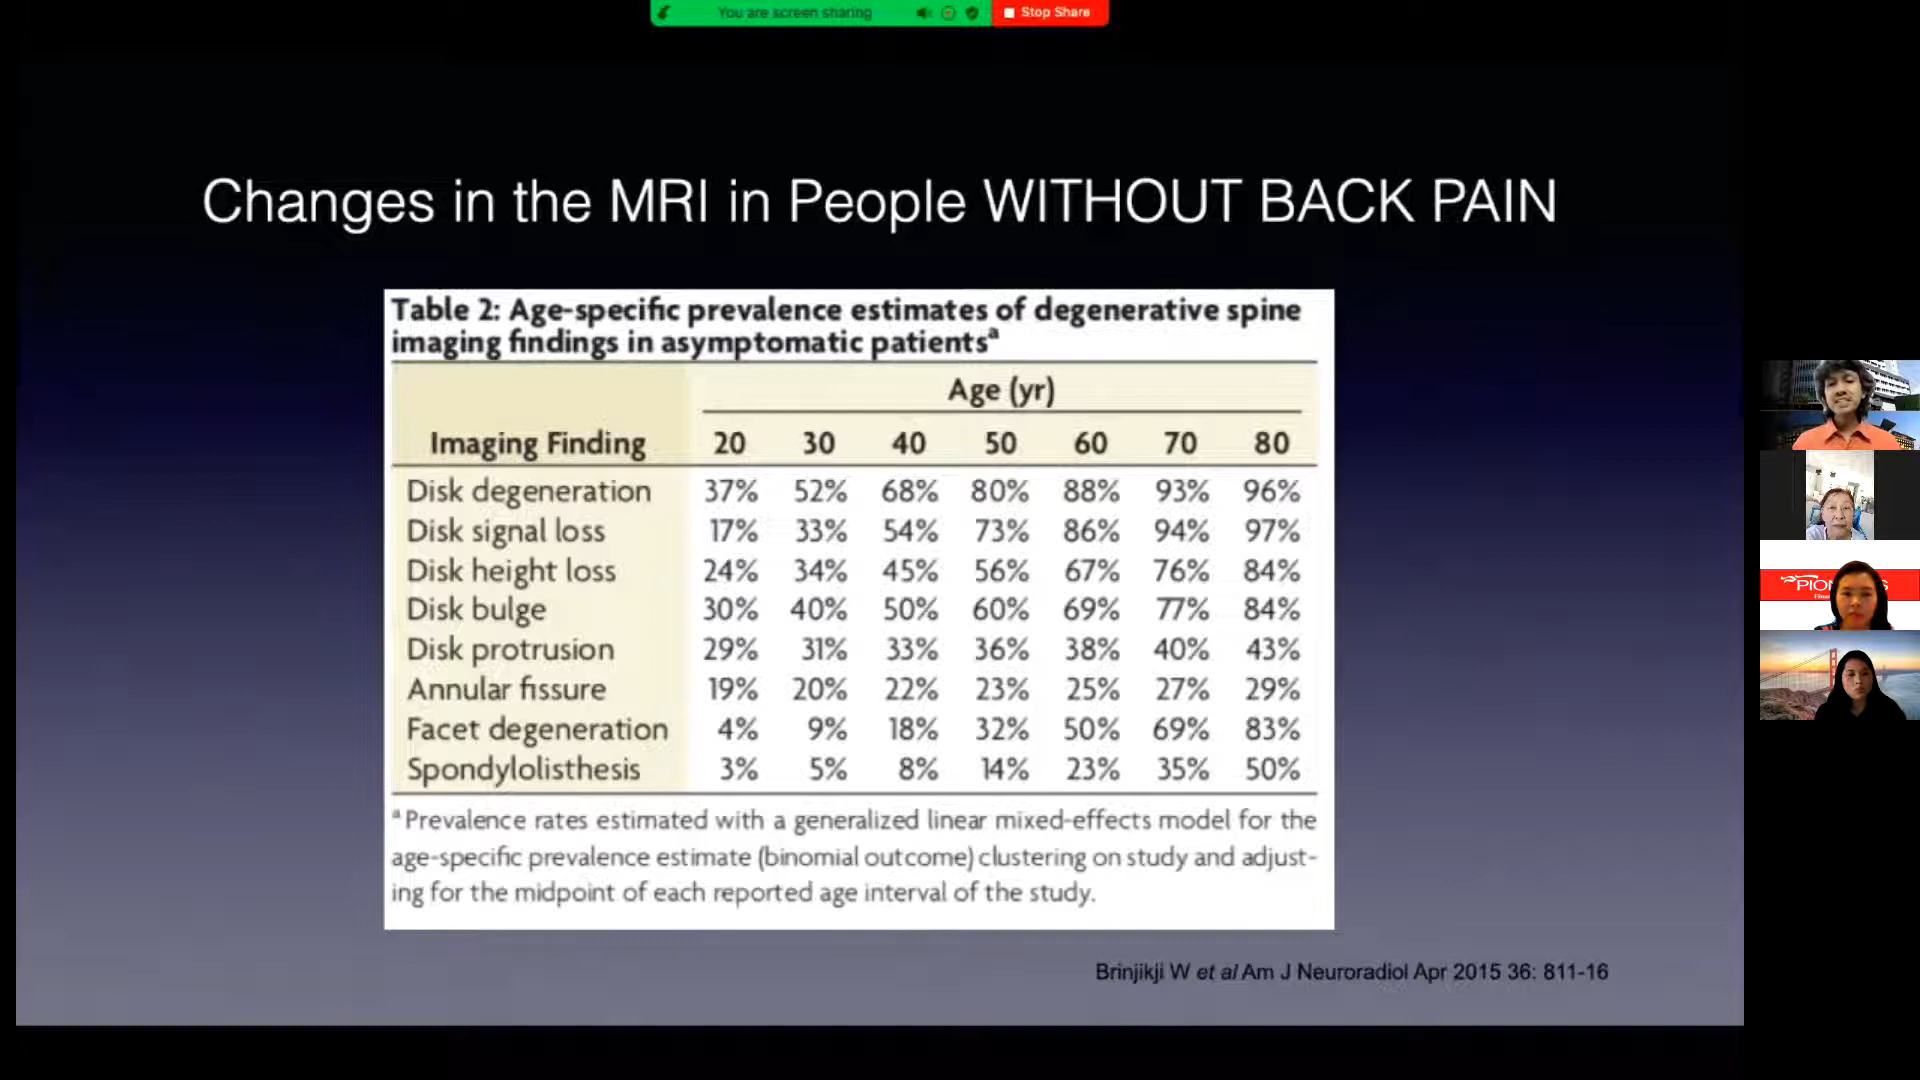 You are screen sharing
Stop Share
Changes in the MRI in People WITHOUT BACK PAIN
Table 2: Age-specific prevalence estimates of degenerative spine
imaging findings in asymptomatic patientsᵃ
Age (yr)
Imaging Finding 20 30 40 50 60 70 80
Disk degeneration 37% 52% 68% 80% 88% 93% 96%
Disk signal loss 17% 33% 54% 73% 86% 94% 97%
Disk height loss 24% 34% 45% 56% 67% 76% 84%
Disk bulge 30% 40% 50% 60% 69% 77% 84%
Disk protrusion 29% 31% 33% 36% 38% 40% 43%
Annular fissure 19% 20% 22% 23% 25% 27% 29%
Facet degeneration 4% 9% 18% 32% 50% 69% 83%
Spondylolisthesis 3% 5% 8% 14% 23% 35% 50%
ᵃ Prevalence rates estimated with a generalized linear mixed-effects model for the
age-specific prevalence estimate (binomial outcome) clustering on study and adjust-
ing for the midpoint of each reported age interval of the study.
Brinjikji W et al Am J Neuroradiol Apr 2015 36: 811-16